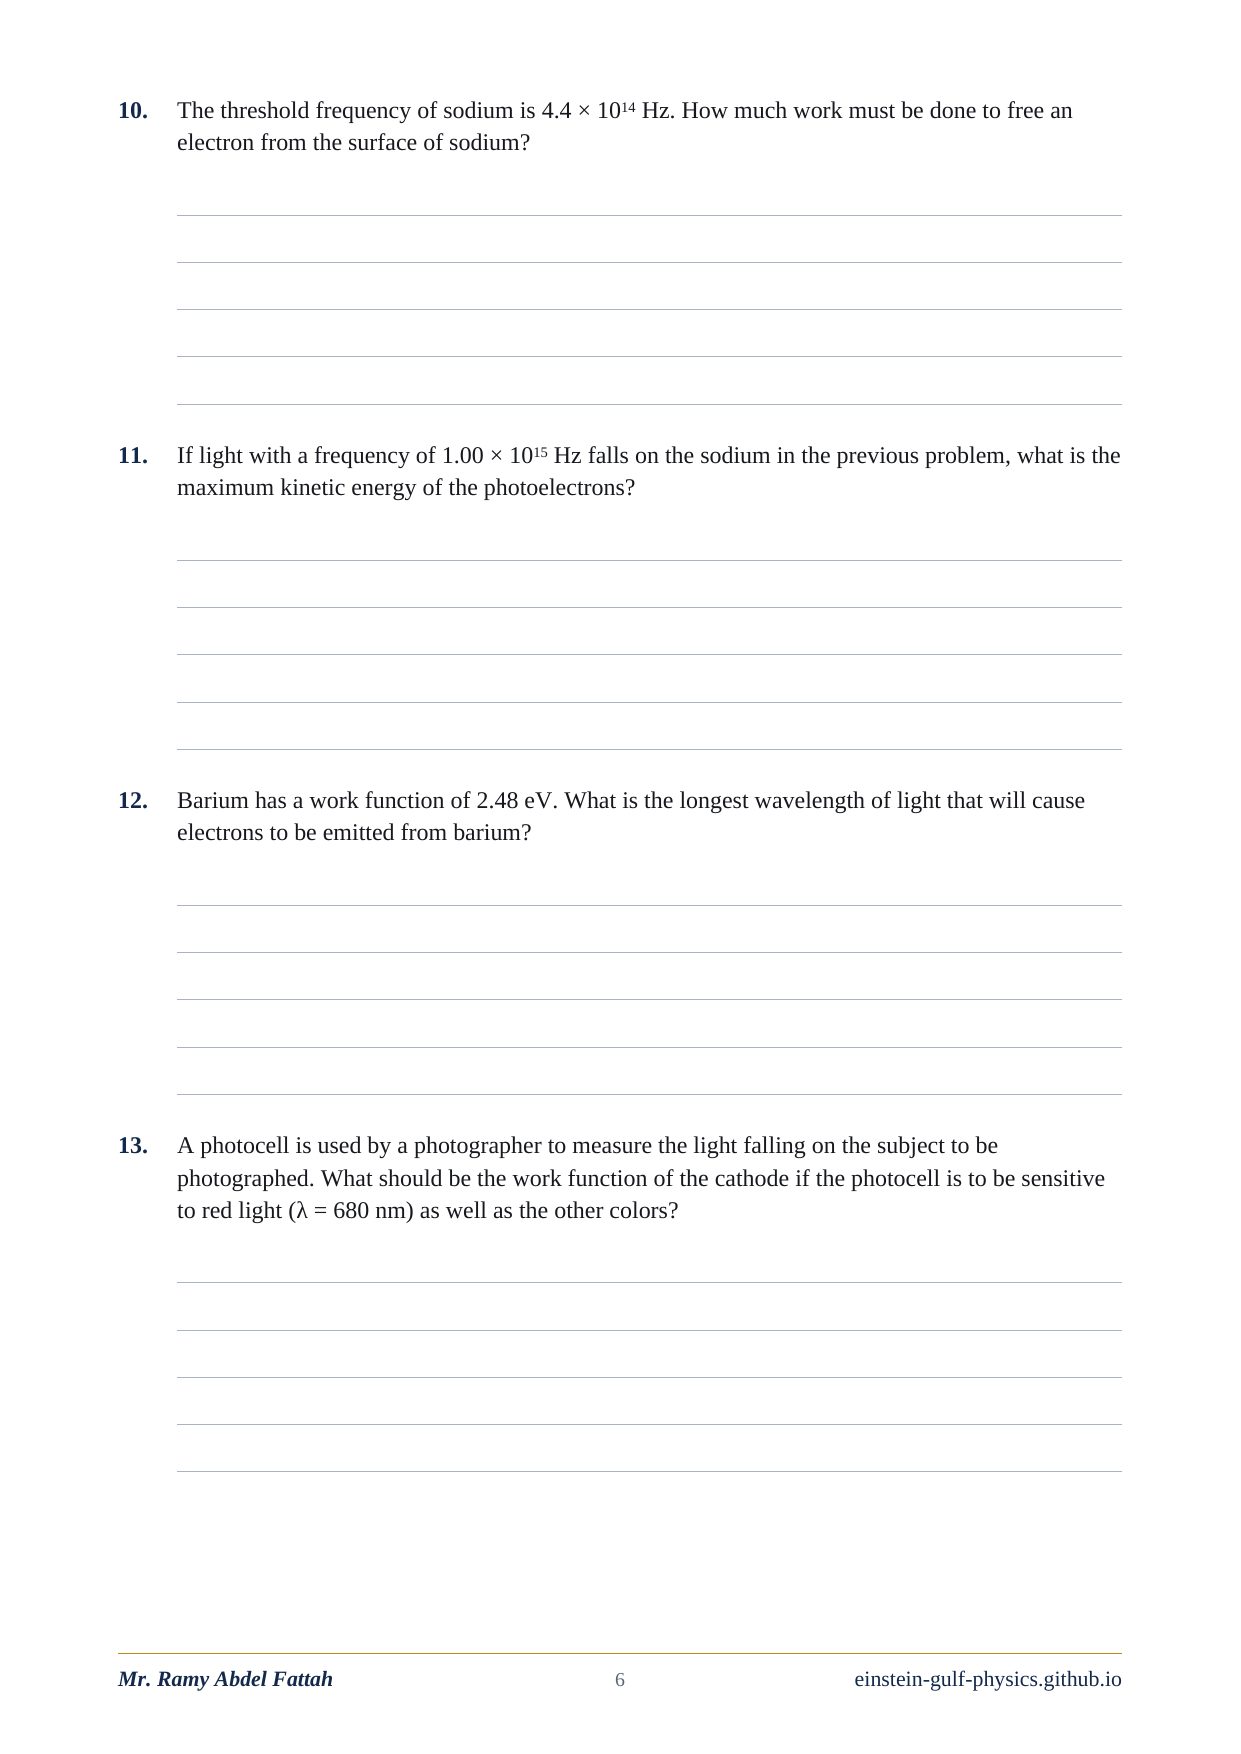 10. The threshold frequency of sodium is 4.4 × 10¹⁴ Hz. How much work must be done to free an
electron from the surface of sodium?
11. If light with a frequency of 1.00 × 10¹⁵ Hz falls on the sodium in the previous problem, what is the
maximum kinetic energy of the photoelectrons?
12. Barium has a work function of 2.48 eV. What is the longest wavelength of light that will cause
electrons to be emitted from barium?
13. A photocell is used by a photographer to measure the light falling on the subject to be
photographed. What should be the work function of the cathode if the photocell is to be sensitive
to red light (λ = 680 nm) as well as the other colors?
Mr. Ramy Abdel Fattah 6 einstein-gulf-physics.github.io